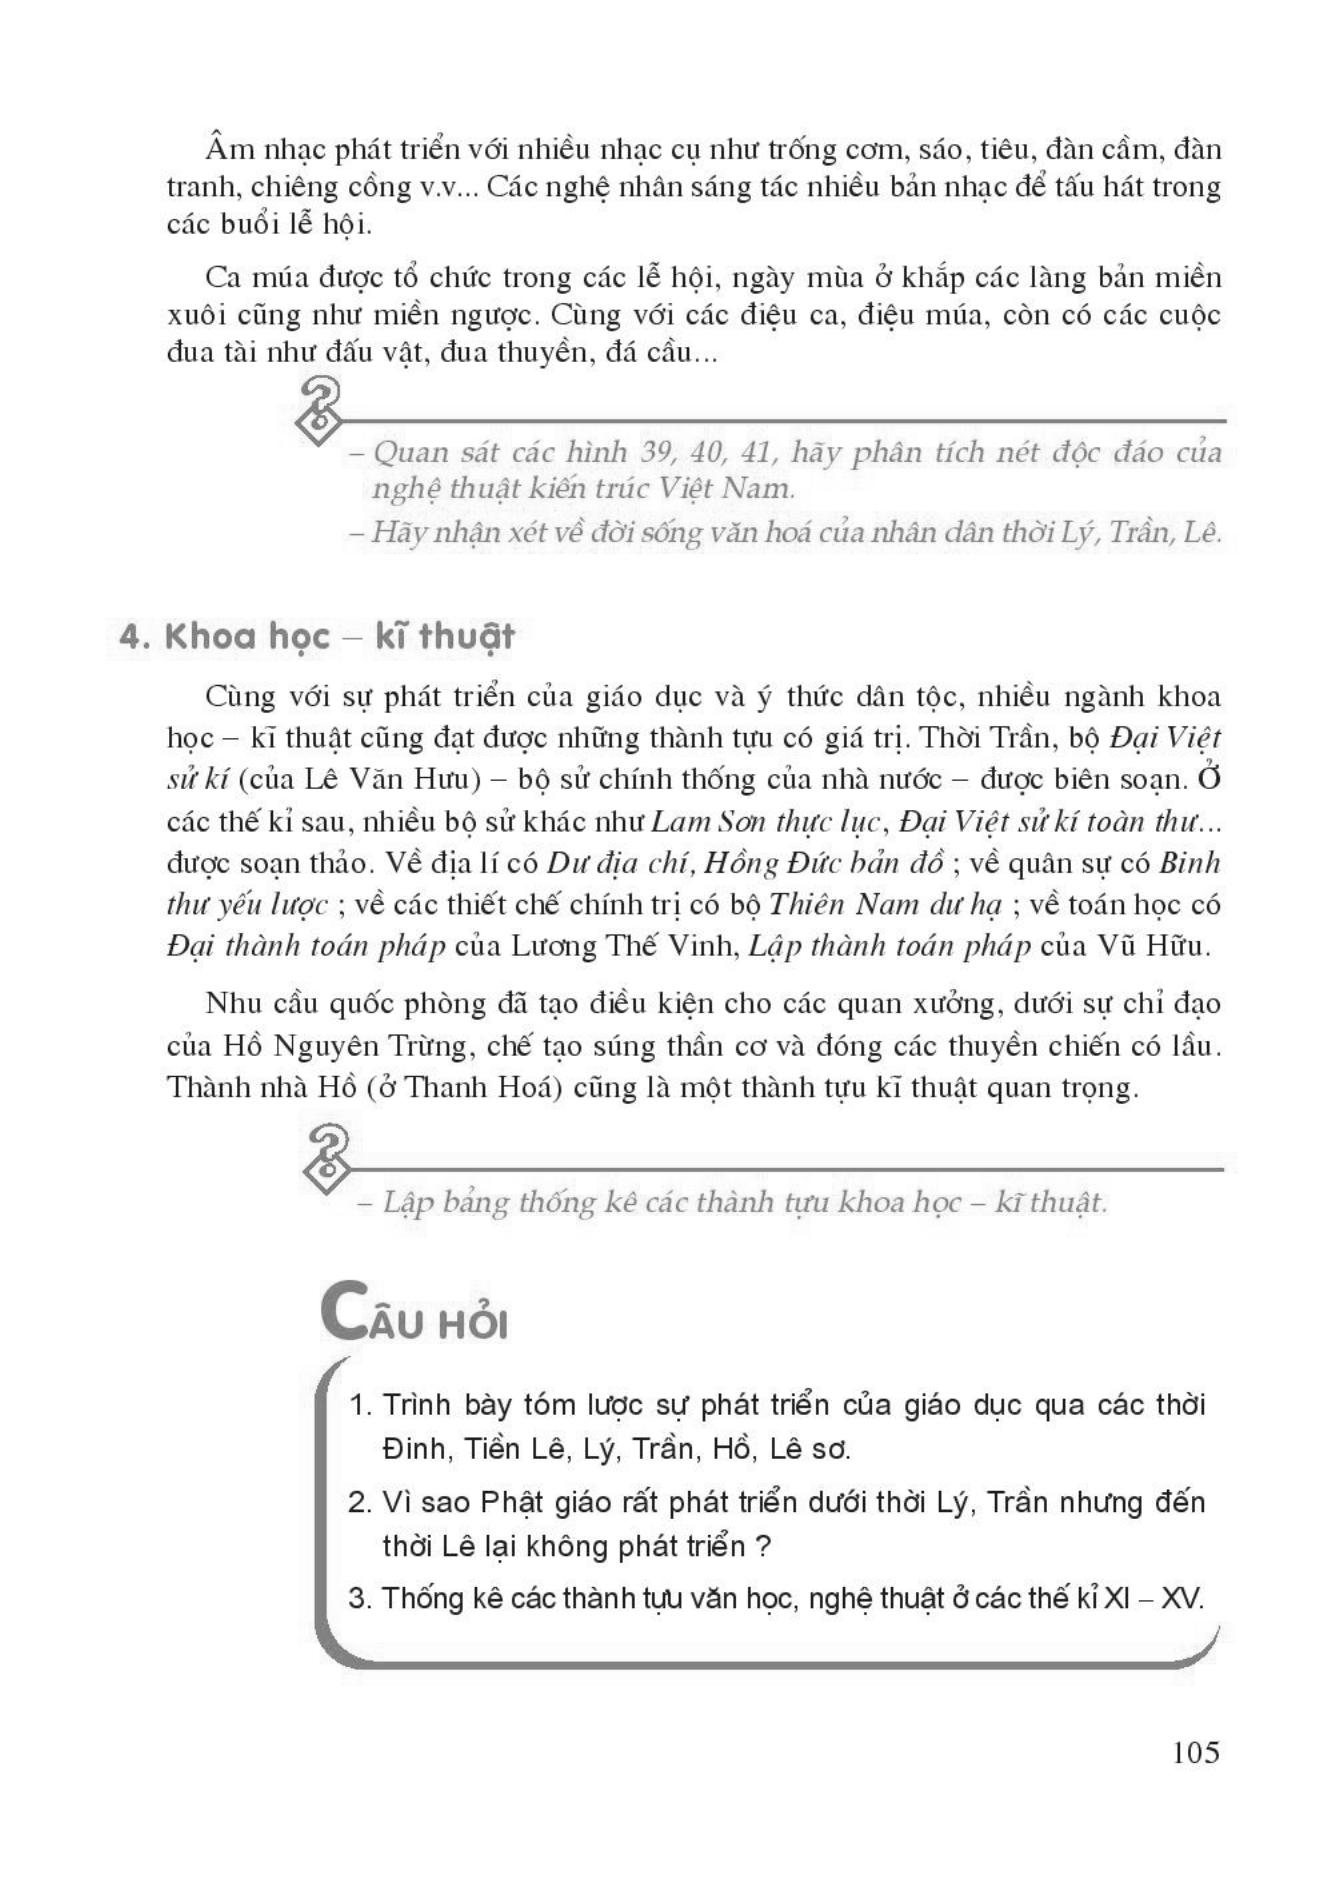 Âm nhạc phát triển với nhiều nhạc cụ như trống cơm, sáo, tiêu, đàn cầm, đàn
tranh, chiêng cồng v.v... Các nghệ nhân sáng tác nhiều bản nhạc để tấu hát trong
các buổi lễ hội.
Ca múa được tổ chức trong các lễ hội, ngày mùa ở khắp các làng bản miền
xuôi cũng như miền ngược. Cùng với các điệu ca, điệu múa, còn có các cuộc
đua tài như đấu vật, đua thuyền, đá cầu...
?
– Quan sát các hình 39, 40, 41, hãy phân tích nét độc đáo của
nghệ thuật kiến trúc Việt Nam.
– Hãy nhận xét về đời sống văn hoá của nhân dân thời Lý, Trần, Lê.
4. Khoa học – kĩ thuật
Cùng với sự phát triển của giáo dục và ý thức dân tộc, nhiều ngành khoa
học – kĩ thuật cũng đạt được những thành tựu có giá trị. Thời Trần, bộ Đại Việt
sử kí (của Lê Văn Hưu) – bộ sử chính thống của nhà nước – được biên soạn. Ở
các thế kỉ sau, nhiều bộ sử khác như Lam Sơn thực lục, Đại Việt sử kí toàn thư...
được soạn thảo. Về địa lí có Dư địa chí, Hồng Đức bản đồ ; về quân sự có Binh
thư yếu lược ; về các thiết chế chính trị có bộ Thiên Nam dư hạ ; về toán học có
Đại thành toán pháp của Lương Thế Vinh, Lập thành toán pháp của Vũ Hữu.
Nhu cầu quốc phòng đã tạo điều kiện cho các quan xưởng, dưới sự chỉ đạo
của Hồ Nguyên Trừng, chế tạo súng thần cơ và đóng các thuyền chiến có lầu.
Thành nhà Hồ (ở Thanh Hoá) cũng là một thành tựu kĩ thuật quan trọng.
?
– Lập bảng thống kê các thành tựu khoa học – kĩ thuật.
CÂU HỎI
1. Trình bày tóm lược sự phát triển của giáo dục qua các thời
Đinh, Tiền Lê, Lý, Trần, Hồ, Lê sơ.
2. Vì sao Phật giáo rất phát triển dưới thời Lý, Trần nhưng đến
thời Lê lại không phát triển ?
3. Thống kê các thành tựu văn học, nghệ thuật ở các thế kỉ XI – XV.
105